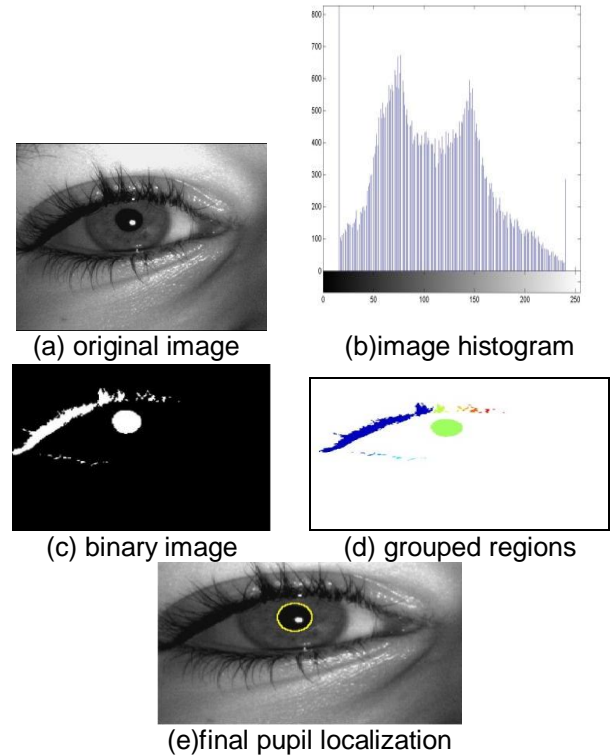 800
700
600
500
400
300
200
100
0
0 50 100 150 200 250
(a) original image
(b)image histogram
(c) binary image
(d) grouped regions
(e)final pupil localization